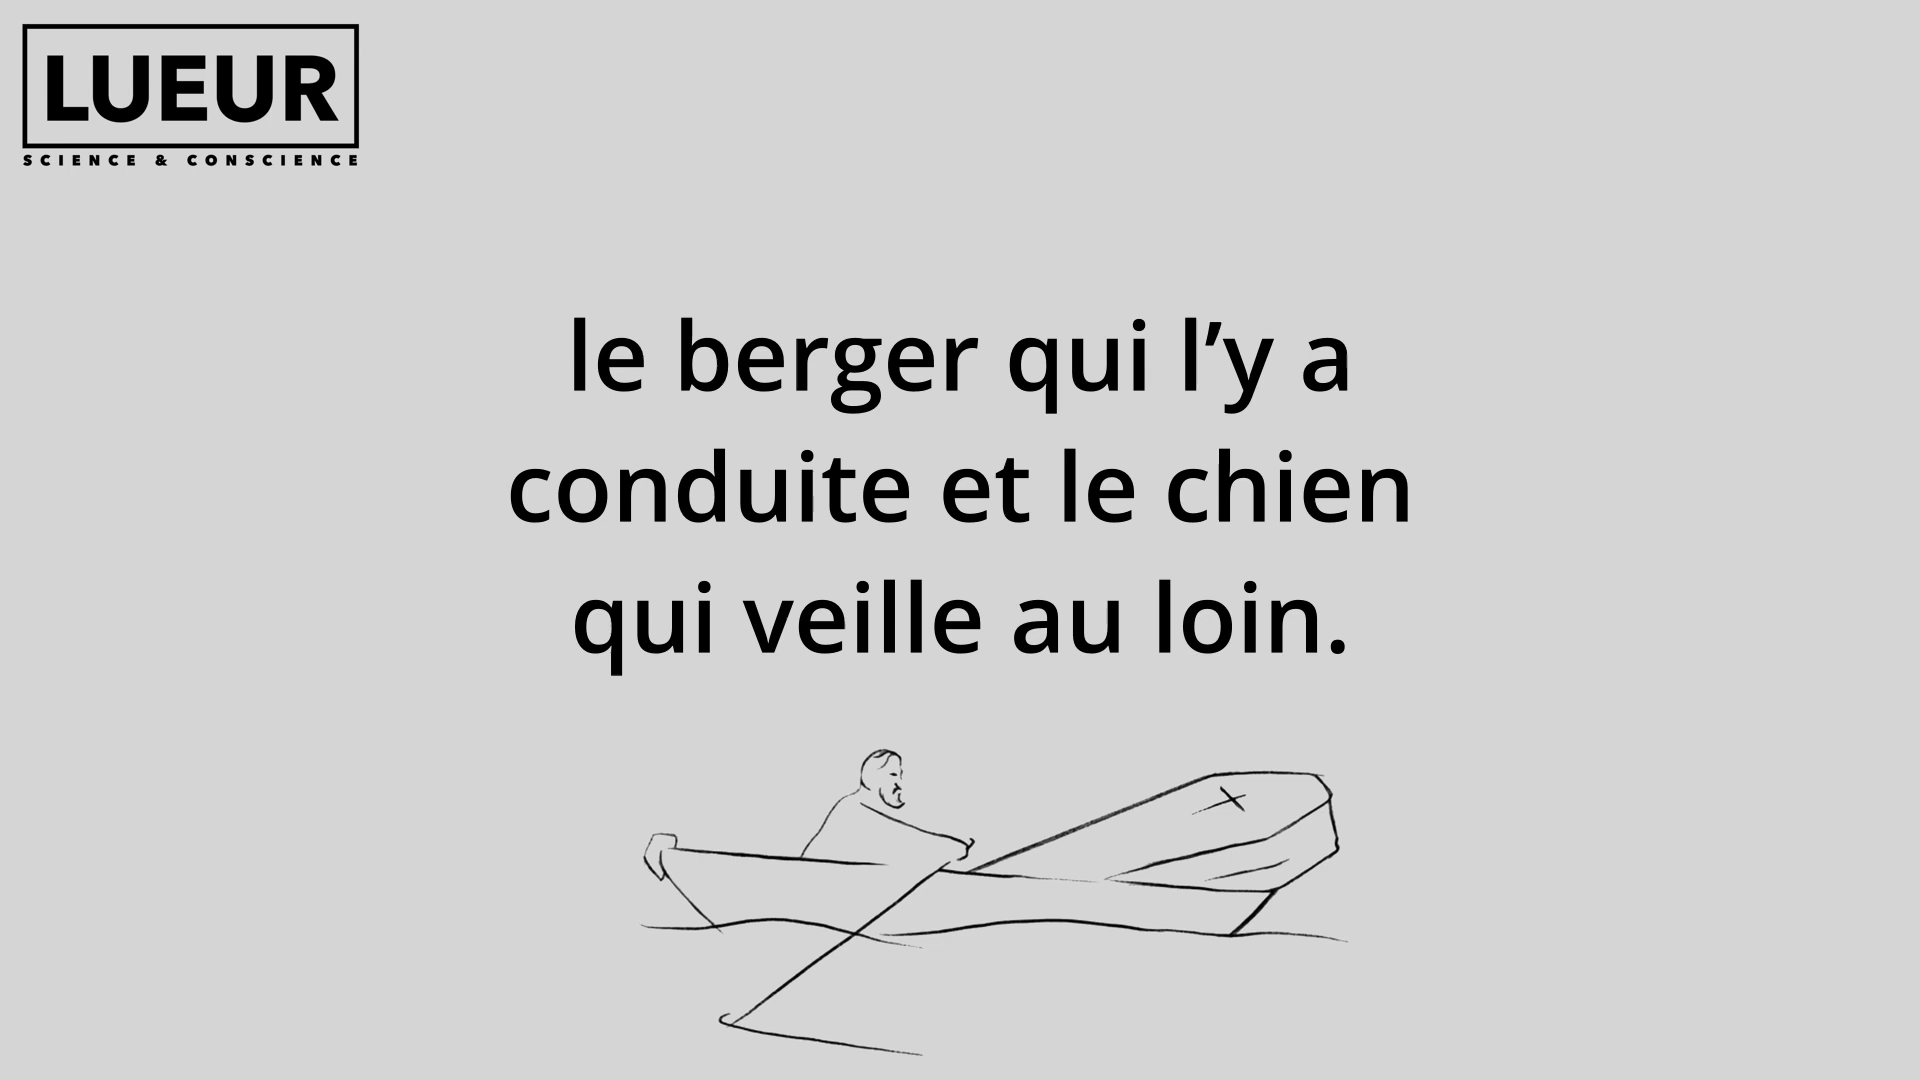 LUEUR
SCIENCE & CONSCIENCE
le berger qui l’y a
conduite et le chien
qui veille au loin.